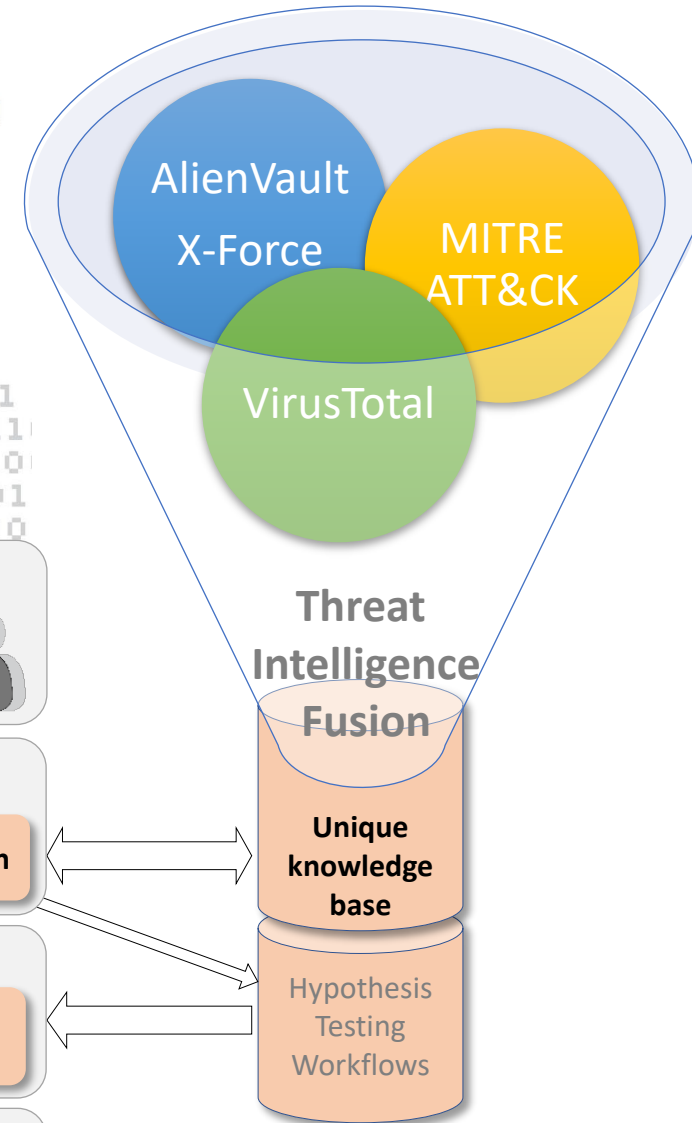 AlienVault
X-Force
MITRE
ATT&CK
VirusTotal
Threat
Intelligence
Fusion
Unique
knowledge
base
Hypothesis
Testing
Workflows